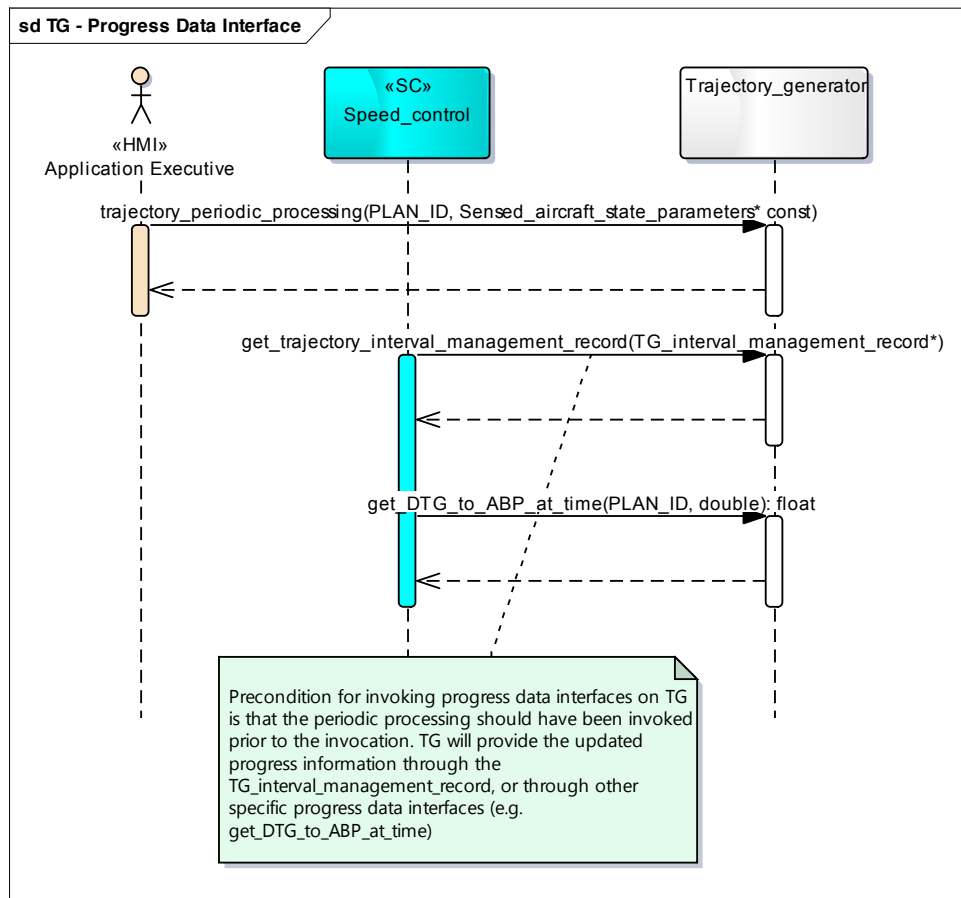 sd TG - Progress Data Interface
«HMI»
Application Executive
«SC»
Speed_control
Trajectory_generator
trajectory_periodic_processing(PLAN_ID, Sensed_aircraft_state_parameters* const)
get_trajectory_interval_management_record(TG_interval_management_record*)
get_DTG_to_ABP_at_time(PLAN_ID, double): float
Precondition for invoking progress data interfaces on TG
is that the periodic processing should have been invoked
prior to the invocation. TG will provide the updated
progress information through the
TG_interval_management_record, or through other
specific progress data interfaces (e.g.
get_DTG_to_ABP_at_time)